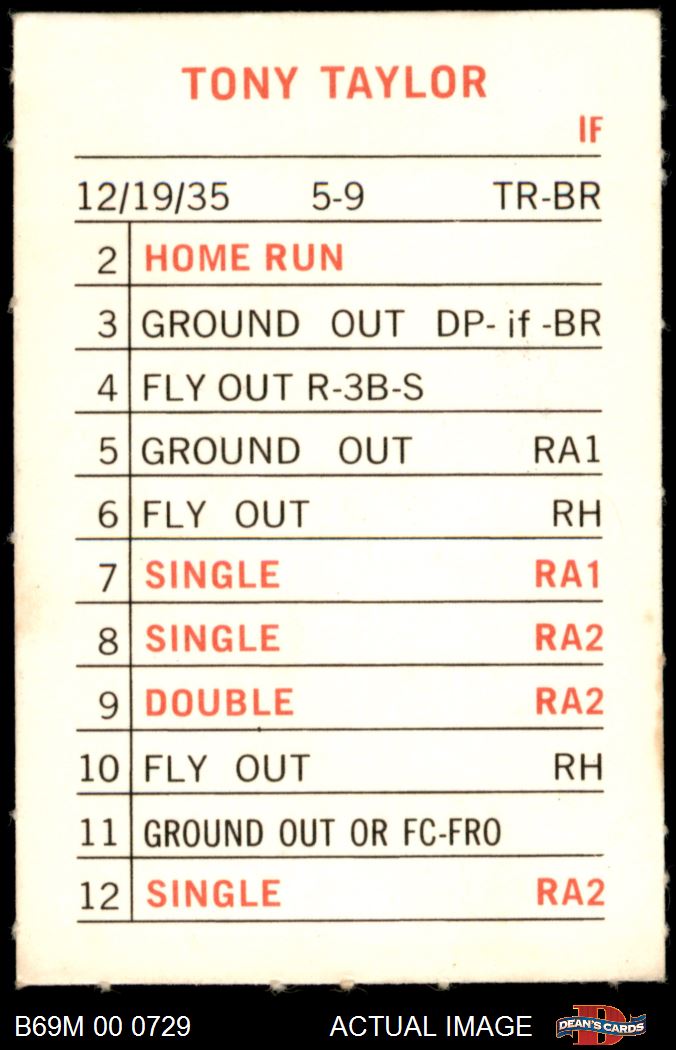 TONY TAYLOR
IF
12/19/35 5-9 TR-BR
2 HOME RUN
3 GROUND OUT DP- if -BR
4 FLY OUT R-3B-S
5 GROUND OUT RA1
6 FLY OUT RH
7 SINGLE RA1
8 SINGLE RA2
9 DOUBLE RA2
10 FLY OUT RH
11 GROUND OUT OR FC-FRO
12 SINGLE RA2
B69M 00 0729 ACTUAL IMAGE D DEAN'S CARDS